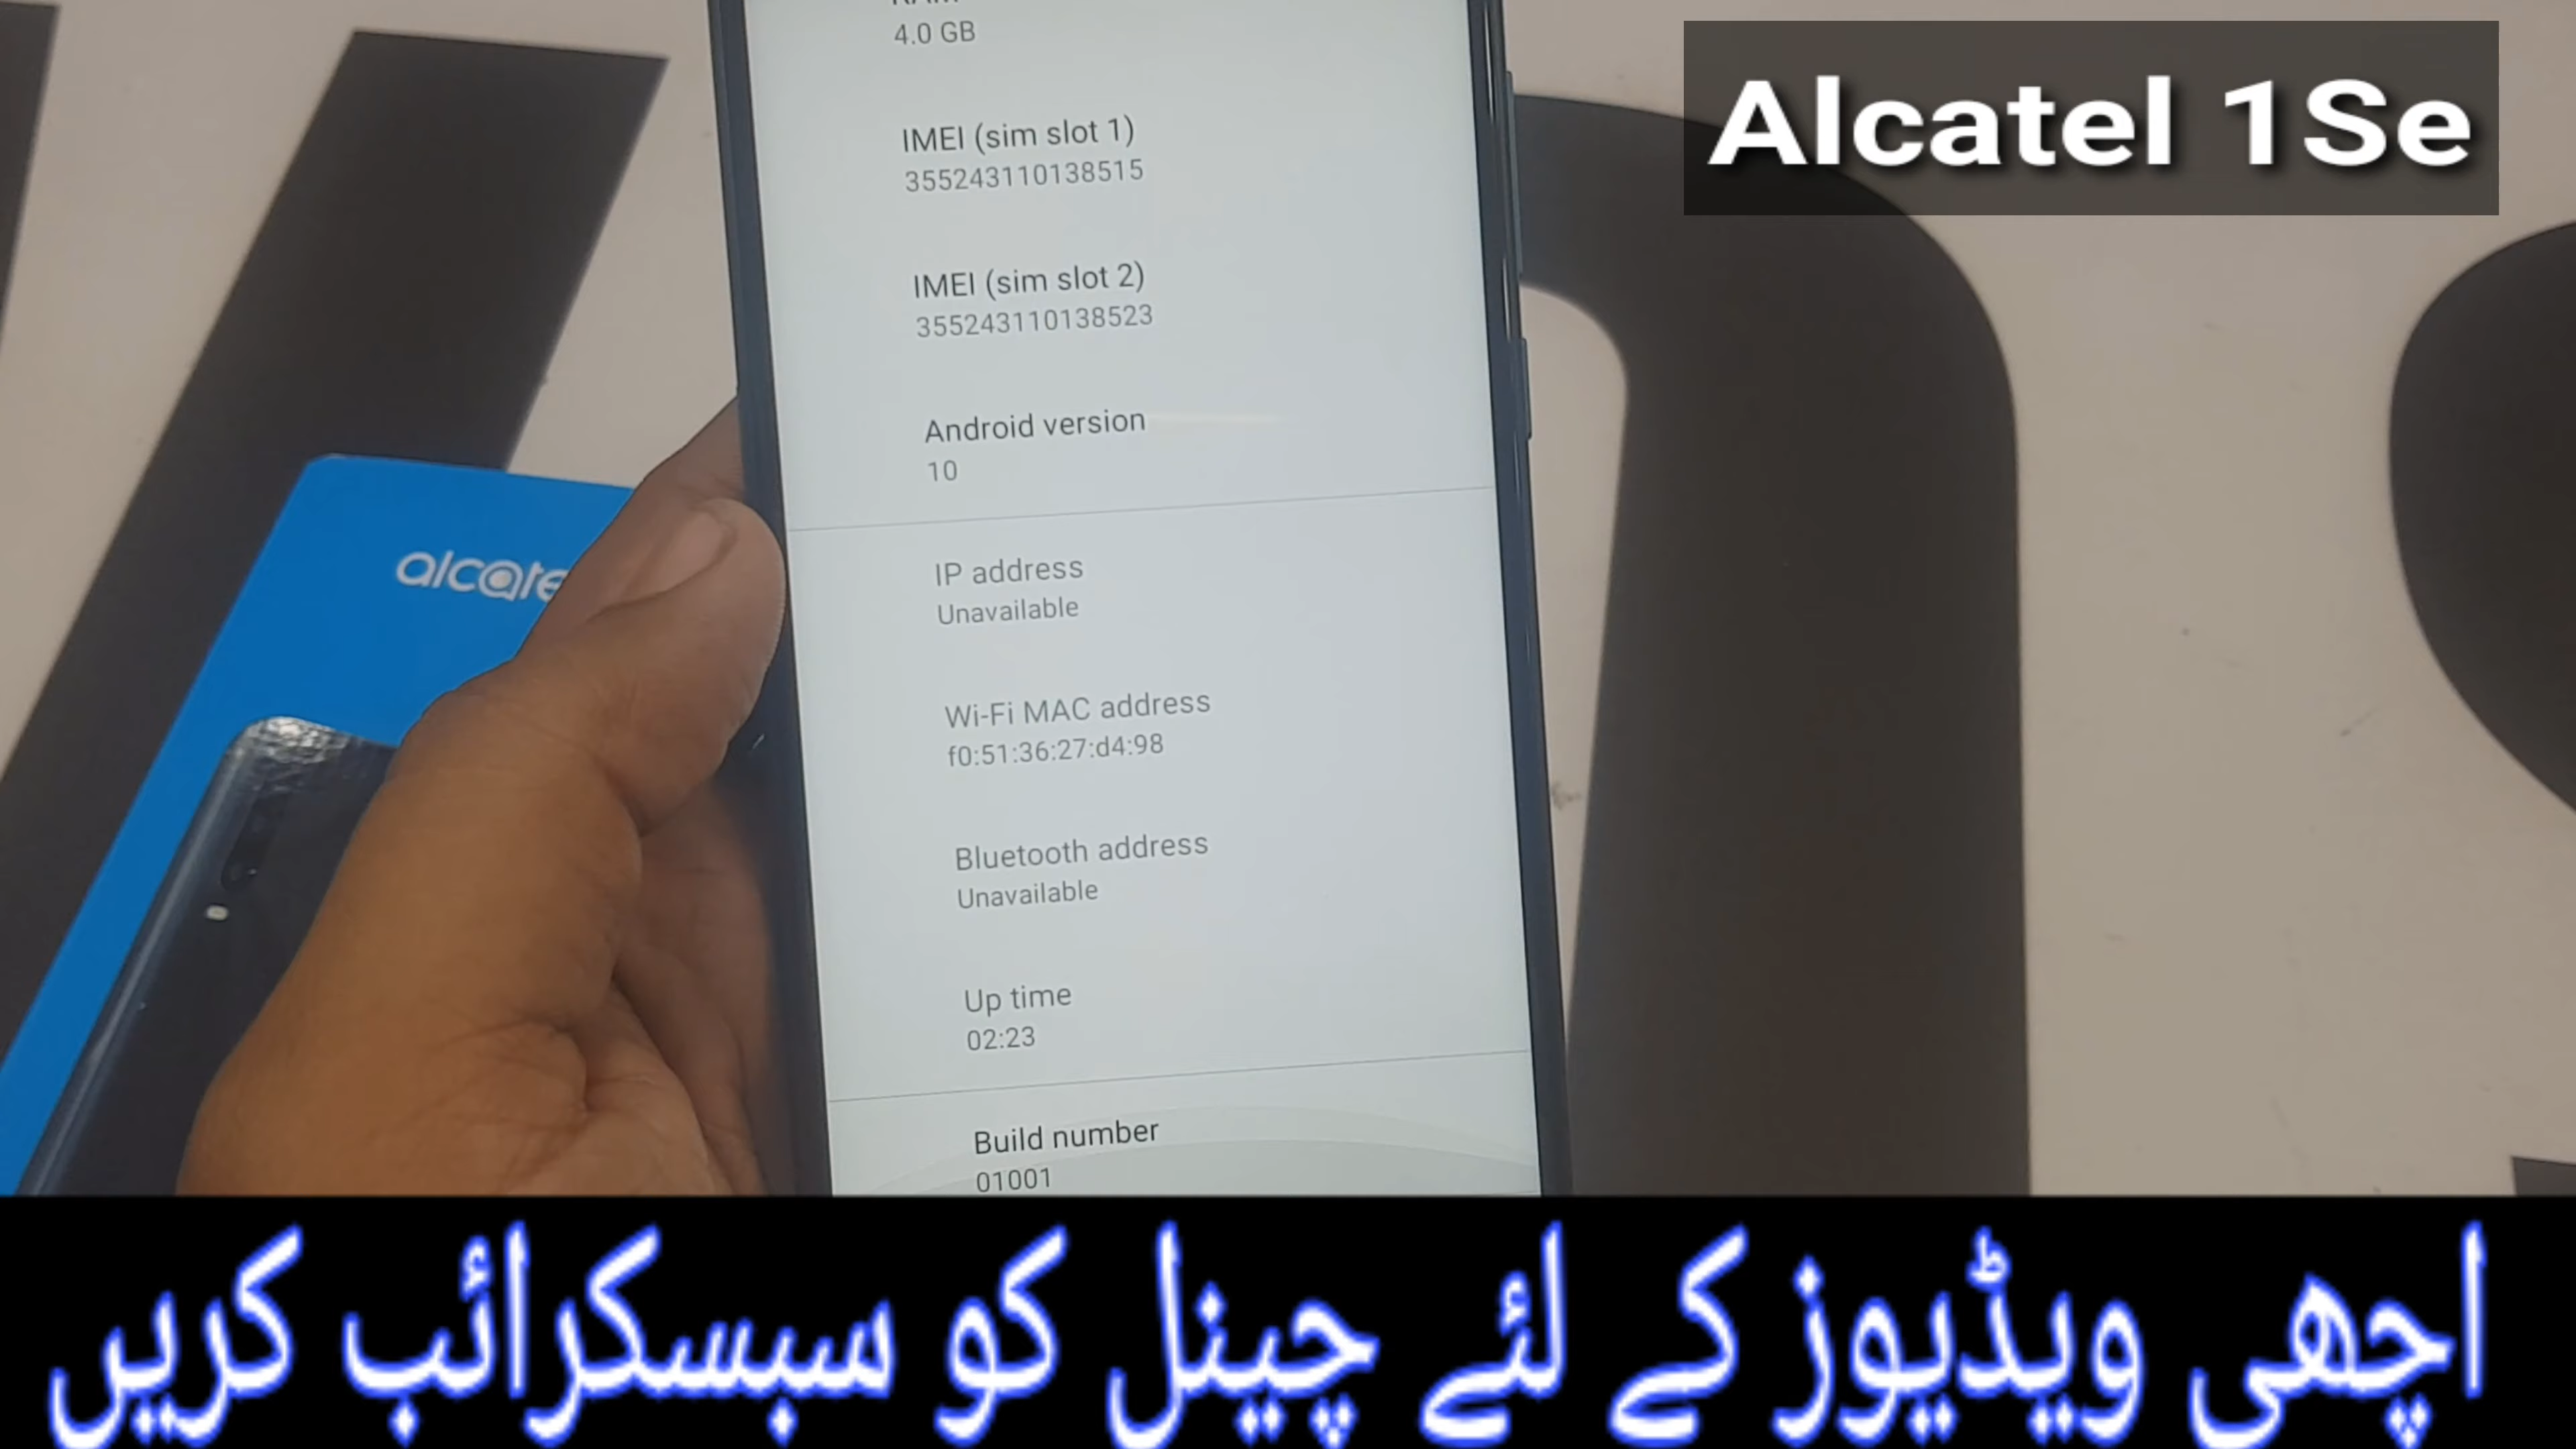 4.0 GB
Alcatel 1Se
IMEI (sim slot 1)
355243110138515
IMEI (sim slot 2)
355243110138523
Android version
10
IP address
Unavailable
alcate
Wi-Fi MAC address
f0:51:36:27:d4:98
Bluetooth address
Unavailable
Up time
02:23
Build number
01001
اچھی ویڈیوز کے لئے چینل کو سبسکرائب کریں